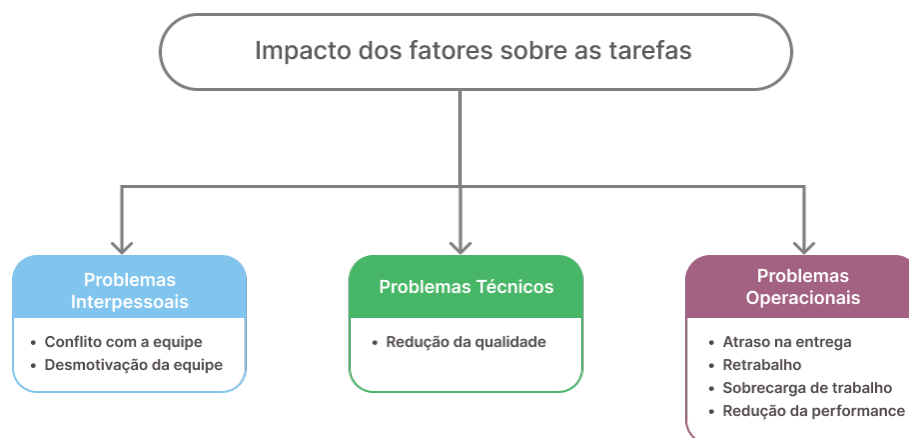 Impacto dos fatores sobre as tarefas
Problemas
Interpessoais
• Conflito com a equipe
• Desmotivação da equipe
Problemas Técnicos
• Redução da qualidade
Problemas
Operacionais
• Atraso na entrega
• Retrabalho
• Sobrecarga de trabalho
• Redução da performance